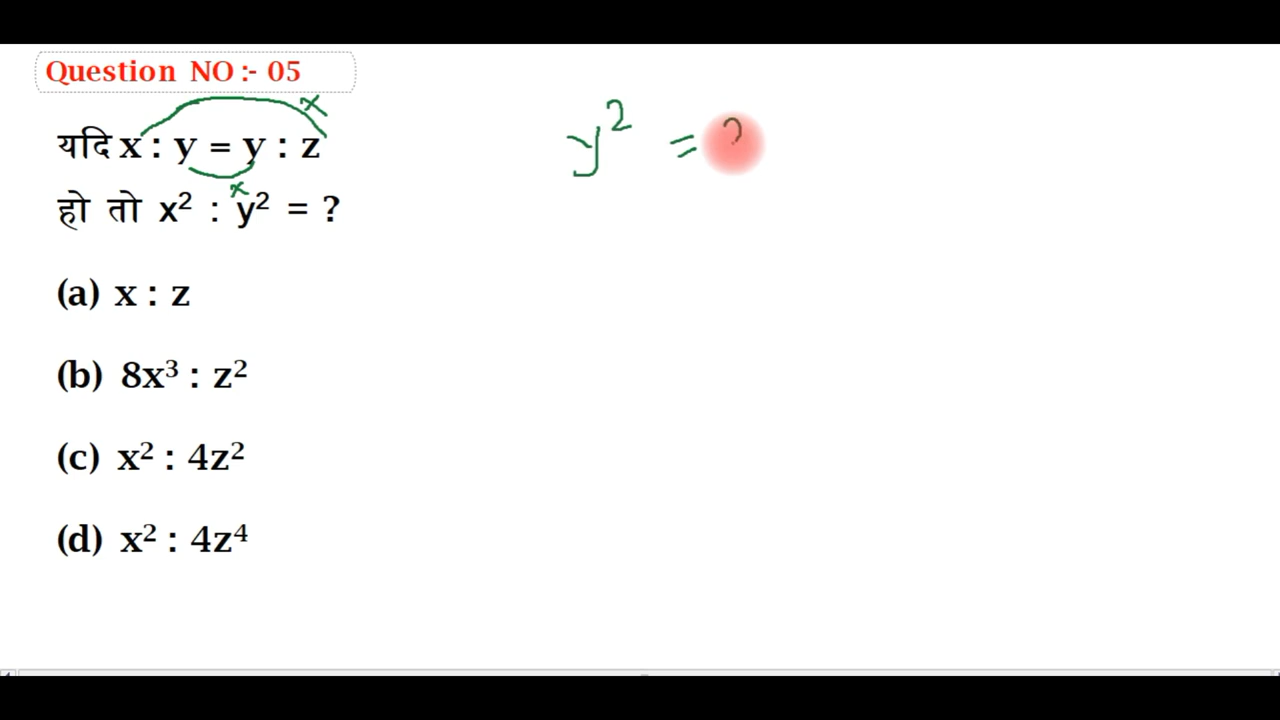 Question NO :- 05
यदि x : y = y : z
x
x
हो तो x² : y² = ?
(a) x : z
(b) 8x³ : z²
(c) x² : 4z²
(d) x² : 4z⁴
y² =